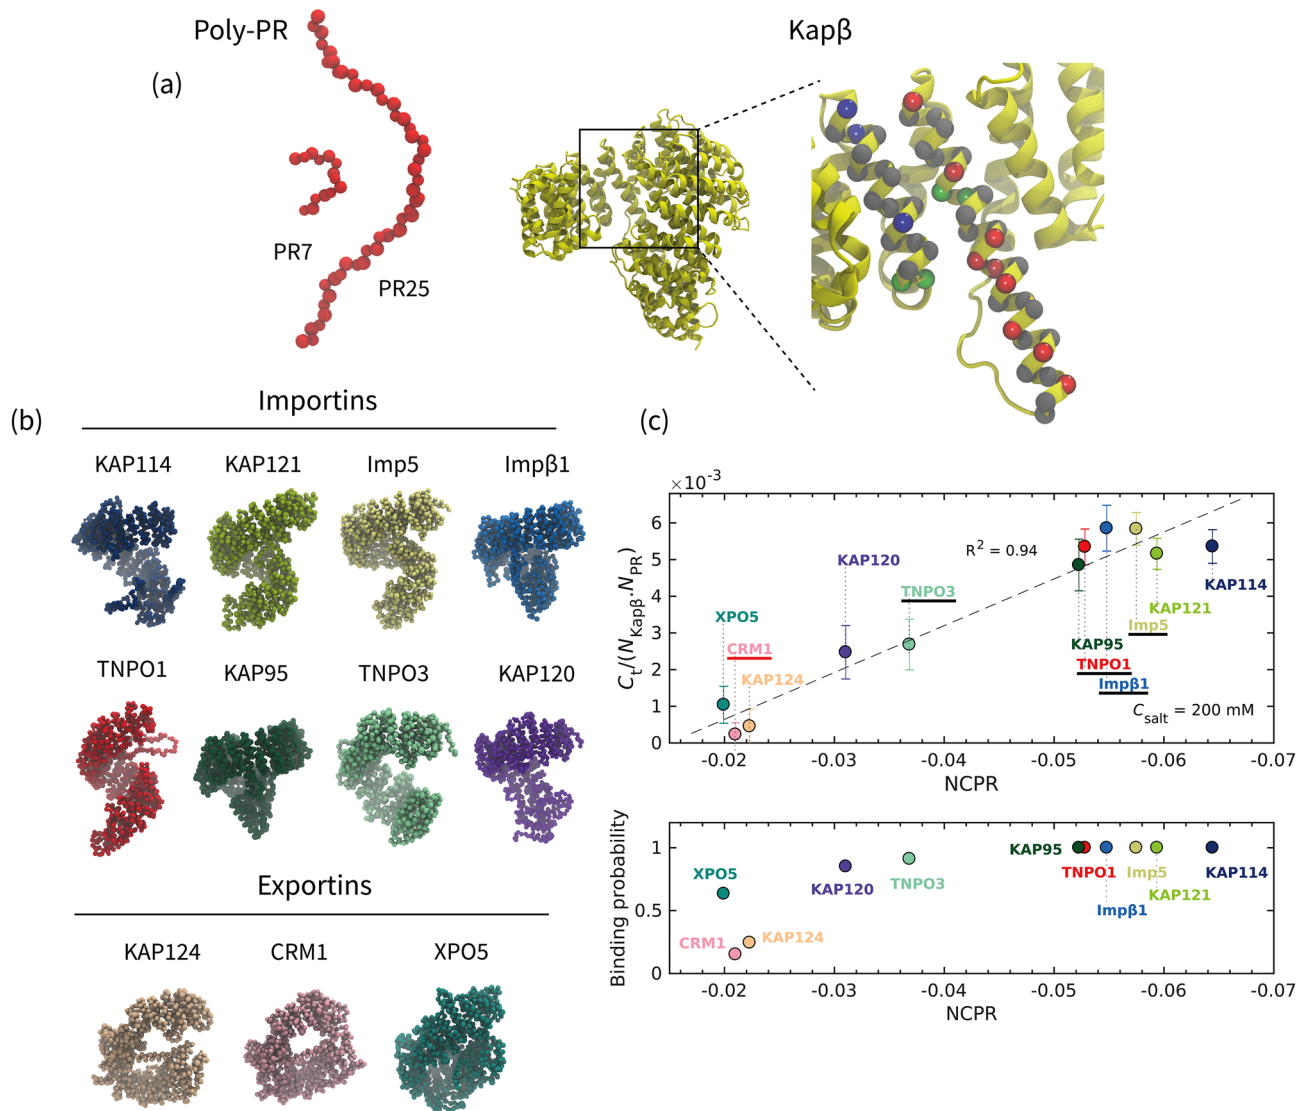 Poly-PR
Kapβ
(a)
PR7
PR25
(b)
Importins
KAP114 KAP121 Imp5 Impβ1
TNPO1 KAP95 TNPO3 KAP120
Exportins
KAP124 CRM1 XPO5
(c)
×10⁻³
C_t/(N_Kapβ.N_PR)
6
5
4
3
2
1
0
R² = 0.94
XPO5
CRM1
KAP124
KAP120
TNPO3
KAP95
TNPO1
Impβ1
Imp5
KAP121
KAP114
C_salt = 200 mM
-0.02 -0.03 -0.04 -0.05 -0.06 -0.07
NCPR
Binding probability
1
0.5
0
XPO5
CRM1
KAP124
KAP120
TNPO3
KAP95
TNPO1
Impβ1
Imp5
KAP121
KAP114
-0.02 -0.03 -0.04 -0.05 -0.06 -0.07
NCPR